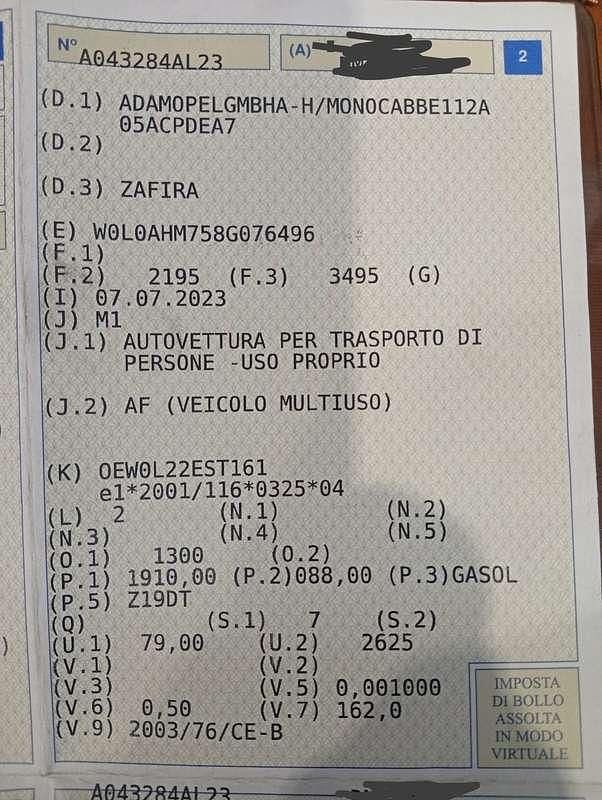 N° A043284AL23 (A)
2
(D.1) ADAMOPELGMBHA-H/MONOCABBE112A
05ACPDEA7
(D.2)
(D.3) ZAFIRA
(E) W0L0AHM758G076496
(F.1)
(F.2) 2195 (F.3) 3495 (G)
(I) 07.07.2023
(J) M1
(J.1) AUTOVETTURA PER TRASPORTO DI
PERSONE -USO PROPRIO
(J.2) AF (VEICOLO MULTIUSO)
(K) OEW0L22EST161
e1*2001/116*0325*04
(L) 2 (N.1) (N.2)
(N.3) (N.4) (N.5)
(O.1) 1300 (O.2)
(P.1) 1910,00 (P.2)088,00 (P.3)GASOL
(P.5) Z19DT
(Q) (S.1) 7 (S.2)
(U.1) 79,00 (U.2) 2625
(V.1) (V.2)
(V.3) (V.5) 0,001000
(V.6) 0,50 (V.7) 162,0
(V.9) 2003/76/CE-B
IMPOSTA
DI BOLLO
ASSOLTA
IN MODO
VIRTUALE
A043284AL23